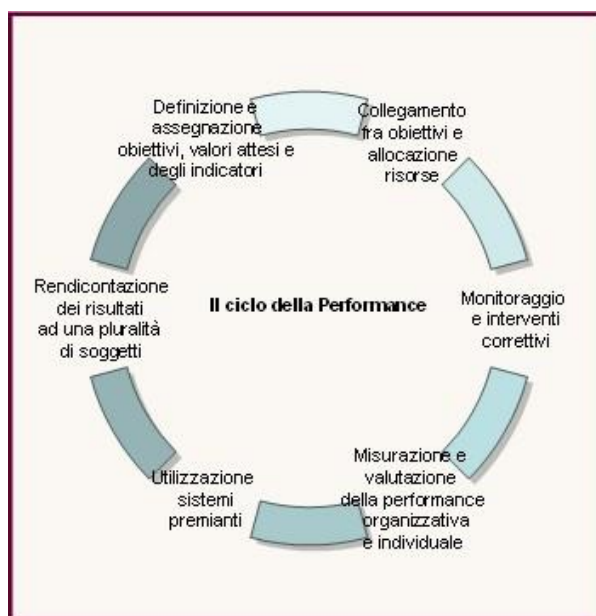 Definizione e
assegnazione
obiettivi, valori attesi e
degli indicatori
Collegamento
fra obiettivi e
allocazione
risorse
Monitoraggio
e interventi
correttivi
Misurazione e
valutazione
della performance
organizzativa
e individuale
Utilizzazione
sistemi
premianti
Rendicontazione
dei risultati
ad una pluralità
di soggetti
Il ciclo della Performance